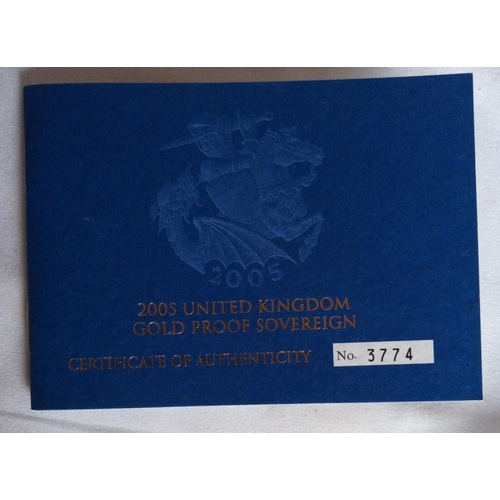 2005
2005 UNITED KINGDOM
GOLD PROOF SOVEREIGN
CERTIFICATE OF AUTHENTICITY No. 3774